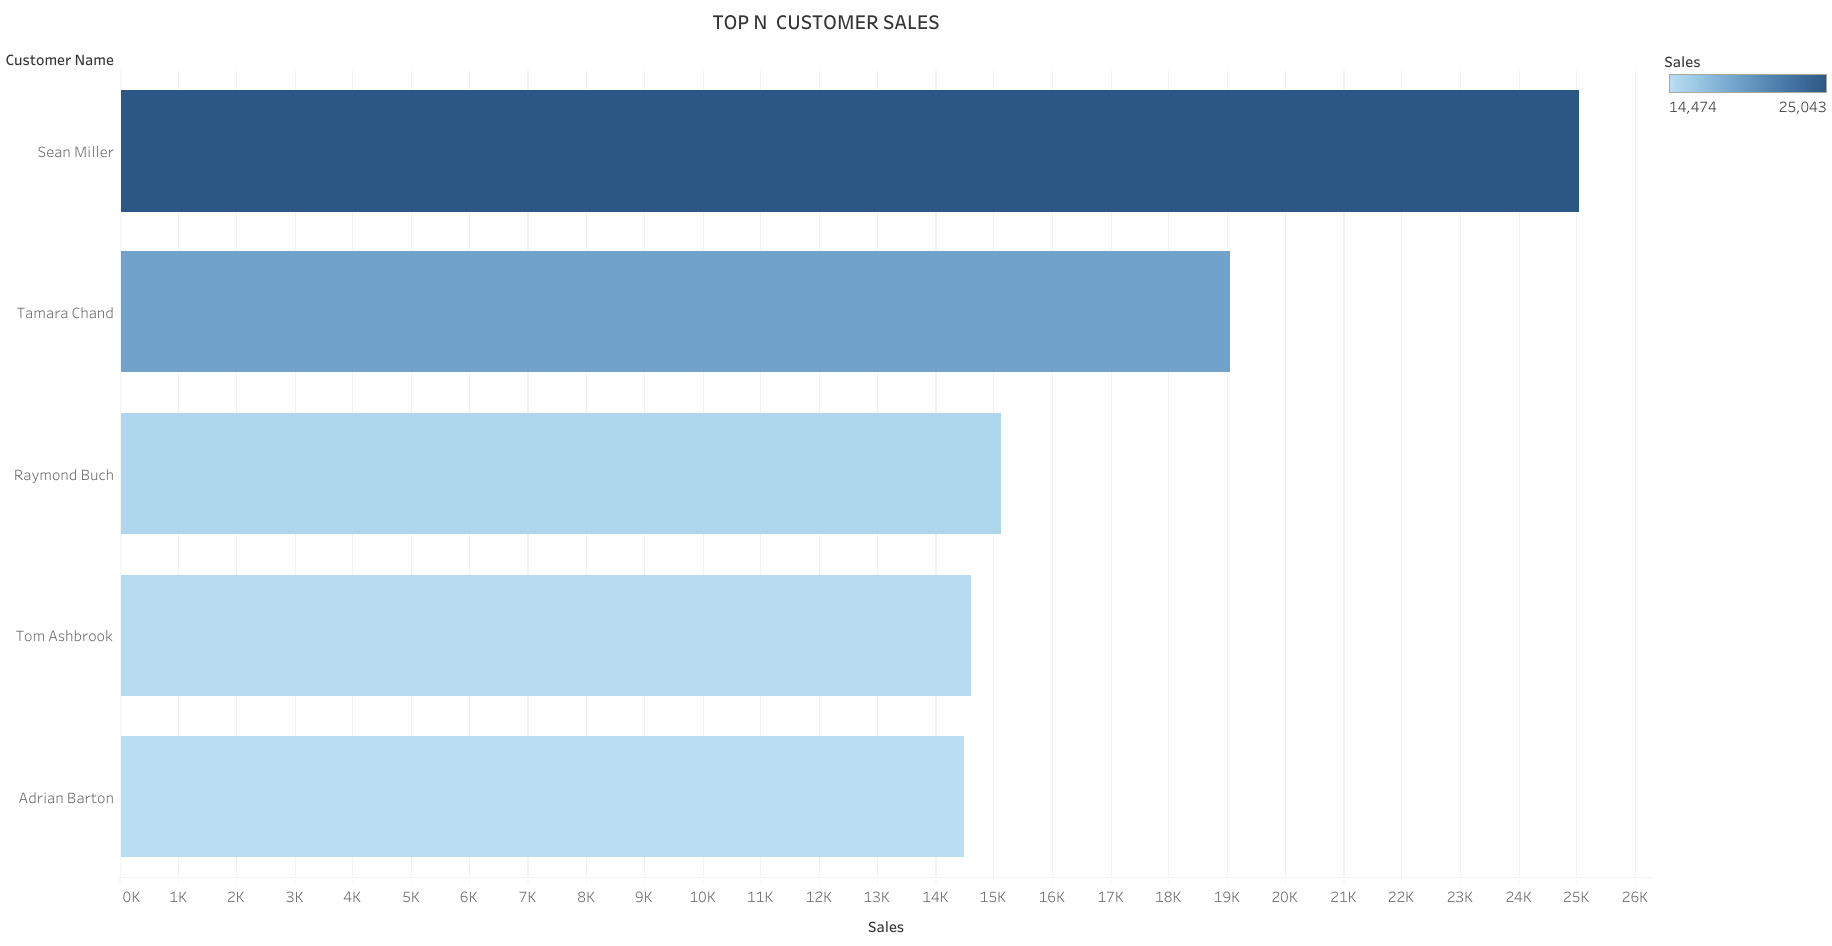 TOP N  CUSTOMER SALES
Customer Name
Sales
14,474 25,043
Sean Miller
Tamara Chand
Raymond Buch
Tom Ashbrook
Adrian Barton
0K 1K 2K 3K 4K 5K 6K 7K 8K 9K 10K 11K 12K 13K 14K 15K 16K 17K 18K 19K 20K 21K 22K 23K 24K 25K 26K
Sales